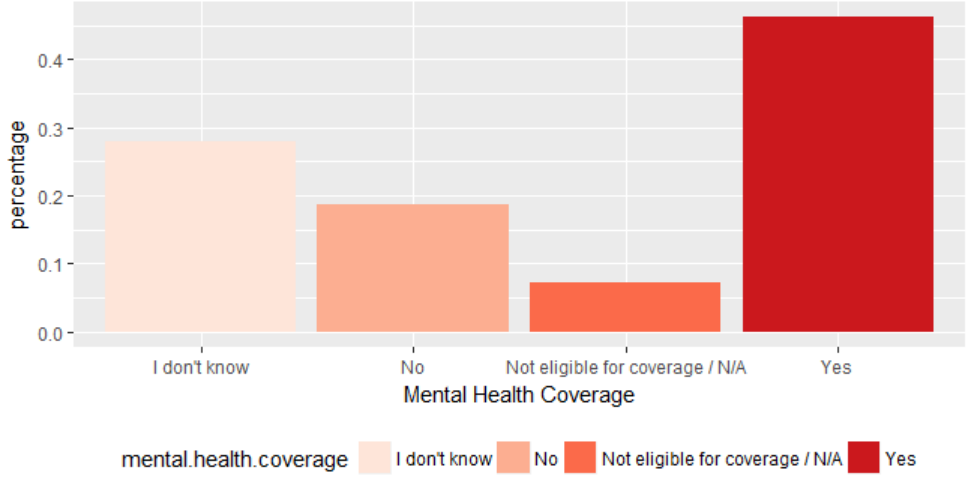 0.4
0.3
0.2
0.1
0.0
percentage
I don't know No Not eligible for coverage / N/A Yes
Mental Health Coverage
mental.health.coverage I don't know No Not eligible for coverage / N/A Yes